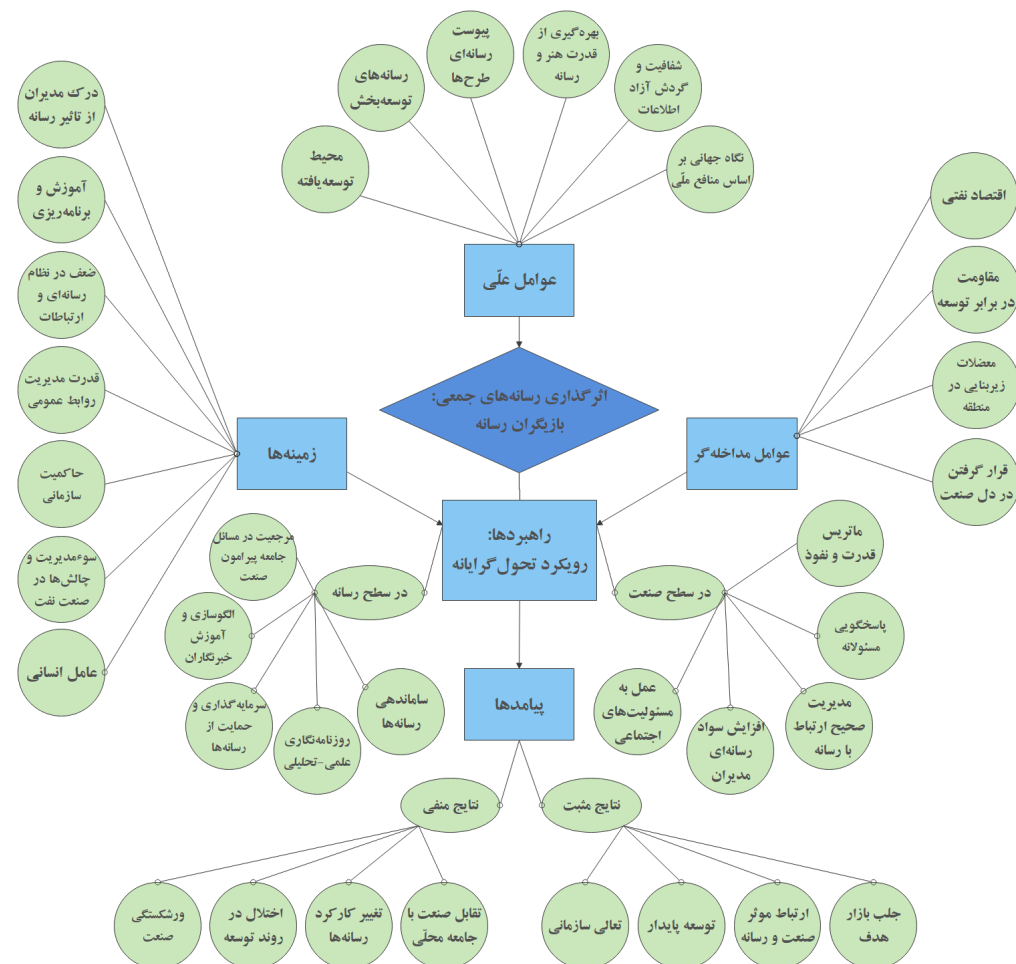 بهره‌گیری از
قدرت هنر و
رسانه
پیوست
رسانه‌ای
طرح‌ها
شفافیت و
گردش آزاد
اطلاعات
رسانه‌های
توسعه‌بخش
نگاه جهانی بر
اساس منافع ملّی
محیط
توسعه‌یافته
عوامل علّی
اثرگذاری رسانه‌های جمعی:
بازیگران رسانه
اقتصاد نفتی
مقاومت
در برابر توسعه
معضلات
زیربنایی در
منطقه
قرار گرفتن
در دل صنعت
عوامل مداخله‌گر
زمینه‌ها
درک مدیران
از تاثیر رسانه
آموزش و
برنامه‌ریزی
ضعف در نظام
رسانه‌ای و
ارتباطات
قدرت مدیریت
روابط عمومی
حاکمیت
سازمانی
سوءمدیریت و
چالش‌ها در
صنعت نفت
عامل انسانی
راهبردها:
رویکرد تحول‌گرایانه
در سطح صنعت
ماتریس
قدرت و نفوذ
پاسخگویی
مسئولانه
مدیریت
صحیح ارتباط
با رسانه
افزایش سواد
رسانه‌ای
مدیران
عمل به
مسئولیت‌های
اجتماعی
در سطح رسانه
مرجعیت در مسائل
جامعه پیرامون
صنعت
الگوسازی و
آموزش
خبرنگاران
سرمایه‌گذاری و
حمایت از
رسانه‌ها
روزنامه‌نگاری
علمی-تحلیلی
ساماندهی
رسانه‌ها
پیامدها
نتایج مثبت
نتایج منفی
جلب بازار
هدف
ارتباط موثر
صنعت و رسانه
توسعه پایدار
تعالی سازمانی
تقابل صنعت با
جامعه محلّی
تغییر کارکرد
رسانه‌ها
اختلال در
روند توسعه
ورشکستگی
صنعت